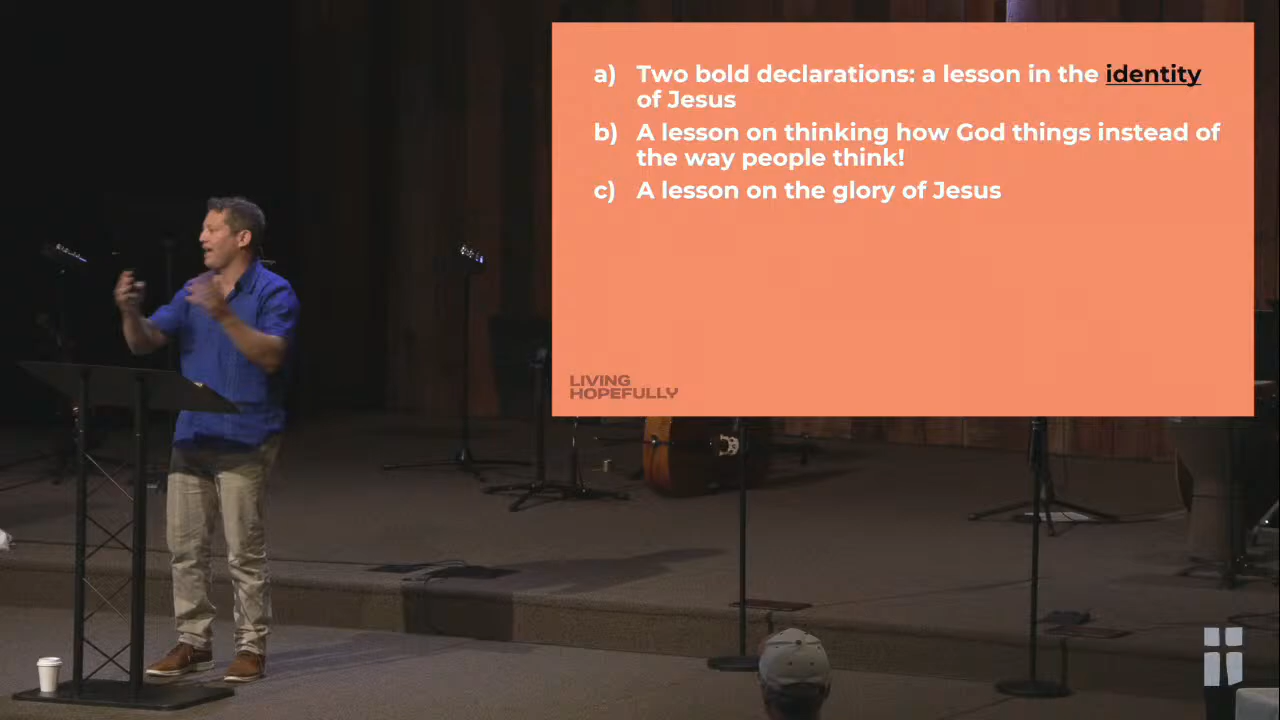 a) Two bold declarations: a lesson in the identity
of Jesus
b) A lesson on thinking how God things instead of
the way people think!
c) A lesson on the glory of Jesus
LIVING
HOPEFULLY